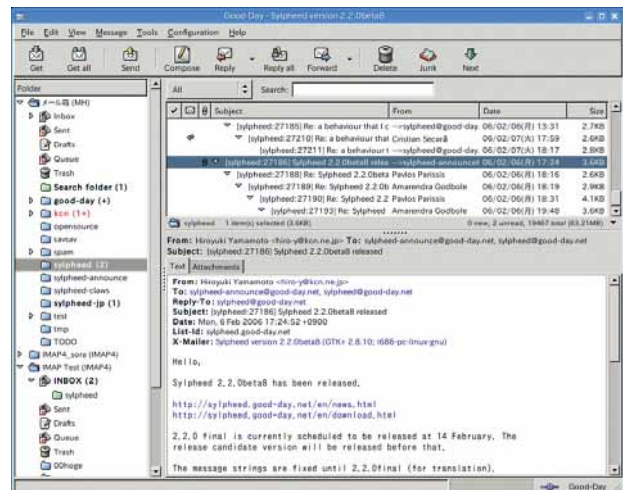 Good-Day - Sylpheed version 2.2.0beta8
File Edit View Message Tools Configuration Help
Get Get all Send Compose Reply Reply all Forward Delete Junk Next
Folder
メール箱 (MH)
Inbox
Sent
Drafts
Queue
Trash
Search folder (1)
good-day (+)
kcn (1+)
opensource
savtav
spam
sylpheed (2)
sylpheed-announce
sylpheed-claws
sylpheed-jp (1)
test
tmp
TODO
IMAP4_sora (IMAP4)
IMAP Test (IMAP4)
INBOX (2)
sylpheed
Sent
Drafts
Queue
Trash
00hoge
All Search:
Subject From Date Size
[sylpheed:27185] Re: a behaviour that I c -->sylpheed@good-day. 06/02/06(月) 13:31 2.7KB
[sylpheed:27210] Re: a behaviour that Cristian Secară 06/02/07(火) 17:59 2.6KB
[sylpheed:27211] Re: a behaviour t -->sylpheed@good-day. 06/02/07(火) 18:17 2.8KB
[sylpheed:27186] Sylpheed 2.2.0beta8 relea -->sylpheed-announce 06/02/06(月) 17:24 3.6KB
[sylpheed:27188] Re: Sylpheed 2.2.0beta Pavlos Parissis 06/02/06(月) 18:16 2.6KB
[sylpheed:27189] Re: Sylpheed 2.2.0b Amarendra Godbole 06/02/06(月) 18:19 2.9KB
[sylpheed:27190] Re: Sylpheed 2.2 Pavlos Parissis 06/02/06(月) 18:31 4.1KB
[sylpheed:27193] Re: Sylpheed Amarendra Godbole 06/02/06(月) 19:48 3.6KB
sylpheed 1 item(s) selected (3.6KB) 0 new, 2 unread, 19467 total (63.21MB)
From: Hiroyuki Yamamoto <hiro-y@kcn.ne.jp> To: sylpheed-announce@good-day.net, sylpheed@good-day.net
Subject: [sylpheed:27186] Sylpheed 2.2.0beta8 released
Text Attachments
From: Hiroyuki Yamamoto <hiro-y@kcn.ne.jp>
To: sylpheed-announce@good-day.net, sylpheed@good-day.net
Reply-To: sylpheed@good-day.net
Subject: [sylpheed:27186] Sylpheed 2.2.0beta8 released
Date: Mon, 6 Feb 2006 17:24:52 +0900
List-Id: sylpheed.good-day.net
X-Mailer: Sylpheed version 2.2.0beta8 (GTK+ 2.8.10; i686-pc-linux-gnu)
Hello,
Sylpheed 2.2.0beta8 has been released.
http://sylpheed.good-day.net/en/news.html
http://sylpheed.good-day.net/en/download.html
2.2.0 final is currently scheduled to be released at 14 February. The
release candidate version will be released before that.
The message strings are fixed until 2.2.0final (for translation).
Good-Day